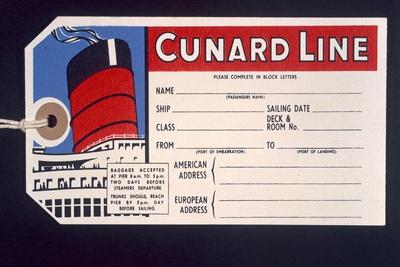 CUNARD LINE
PLEASE COMPLETE IN BLOCK LETTERS
NAME
(PASSENGERS NAME)
SHIP SAILING DATE
CLASS DECK & ROOM No.
FROM TO
(PORT OF EMBARKATION) (PORT OF LANDING)
AMERICAN
ADDRESS
EUROPEAN
ADDRESS
BAGGAGE ACCEPTED
AT PIER 8 a.m. TO 5 p.m.
TWO DAYS BEFORE
STEAMERS DEPARTURE.
TRUNKS SHOULD REACH
PIER BY 5 p.m. DAY
BEFORE SAILING.